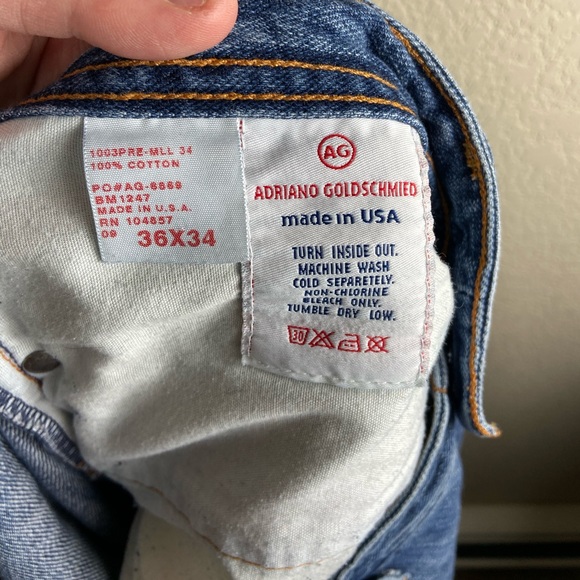 1003PRE-MLL 34
100% COTTON
PO#AG-6869
BM1247
MADE IN U.S.A.
RN 104857
09 36X34
AG
ADRIANO GOLDSCHMIED
made in USA
TURN INSIDE OUT.
MACHINE WASH
COLD SEPARETELY.
NON-CHLORINE
BLEACH ONLY.
TUMBLE DRY LOW.
30